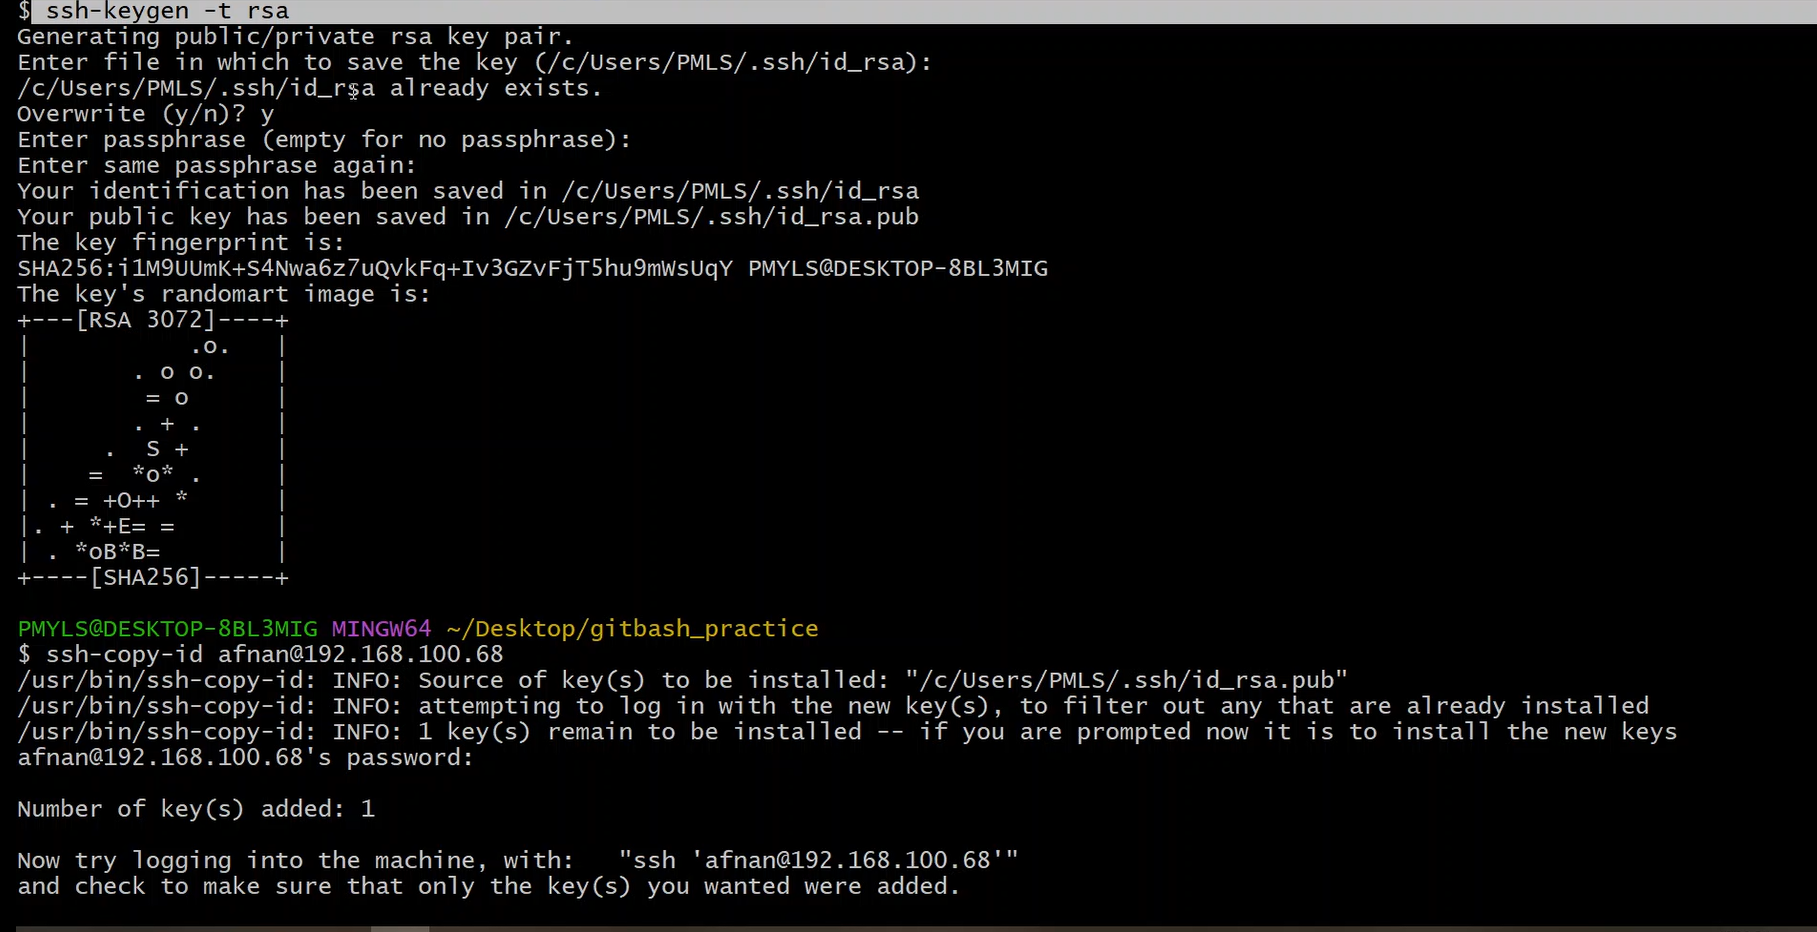 $ ssh-keygen -t rsa
Generating public/private rsa key pair.
Enter file in which to save the key (/c/Users/PMLS/.ssh/id_rsa):
/c/Users/PMLS/.ssh/id_rsa already exists.
Overwrite (y/n)? y
Enter passphrase (empty for no passphrase):
Enter same passphrase again:
Your identification has been saved in /c/Users/PMLS/.ssh/id_rsa
Your public key has been saved in /c/Users/PMLS/.ssh/id_rsa.pub
The key fingerprint is:
SHA256:i1M9UUmK+S4Nwa6z7uQvkFq+Iv3GZvFjT5hu9mWsUqY PMYLS@DESKTOP-8BL3MIG
The key's randomart image is:
+---[RSA 3072]----+
|           .o.   |
|       . o o.    |
|        = o      |
|       . + .     |
|     .  S +      |
|    =  *o* .     |
| . = +O++ *      |
|. + *+E= =       |
| . *oB*B=        |
+----[SHA256]-----+
PMYLS@DESKTOP-8BL3MIG MINGW64 ~/Desktop/gitbash_practice
$ ssh-copy-id afnan@192.168.100.68
/usr/bin/ssh-copy-id: INFO: Source of key(s) to be installed: "/c/Users/PMLS/.ssh/id_rsa.pub"
/usr/bin/ssh-copy-id: INFO: attempting to log in with the new key(s), to filter out any that are already installed
/usr/bin/ssh-copy-id: INFO: 1 key(s) remain to be installed -- if you are prompted now it is to install the new keys
afnan@192.168.100.68's password:
Number of key(s) added: 1
Now try logging into the machine, with:   "ssh 'afnan@192.168.100.68'"
and check to make sure that only the key(s) you wanted were added.